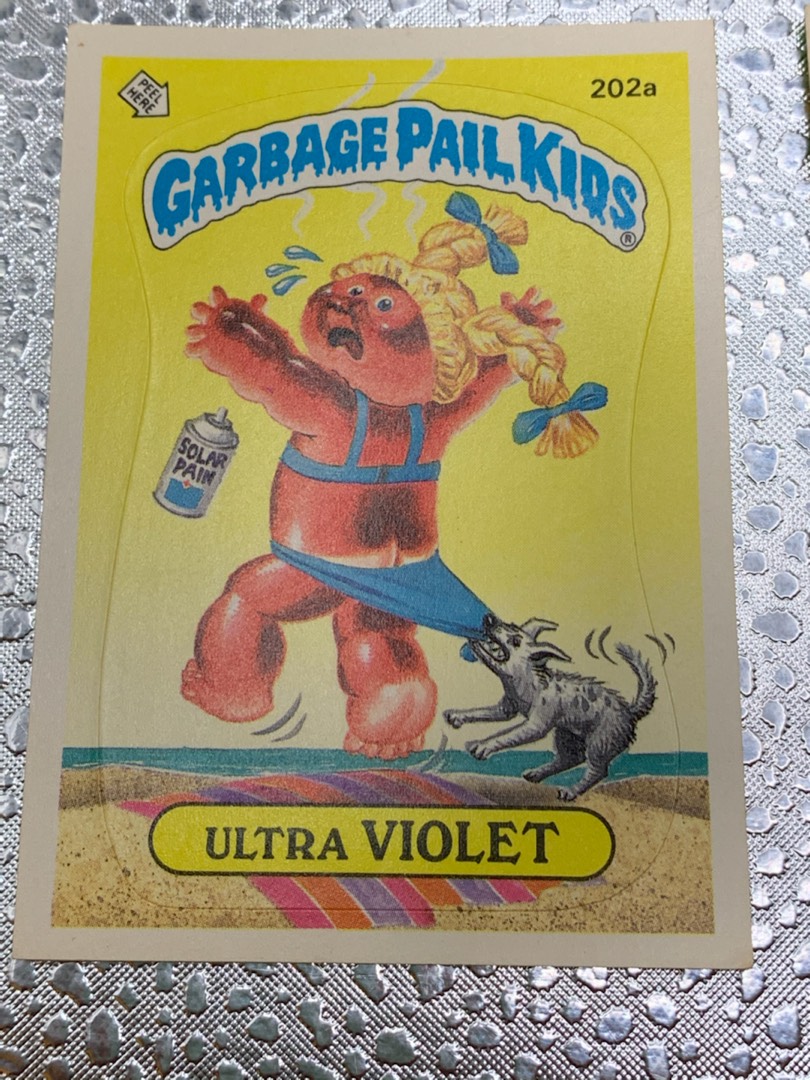 PEEL
HERE
202a
GARBAGE PAIL KIDS
®
SOLAR
PAIN
ULTRA VIOLET